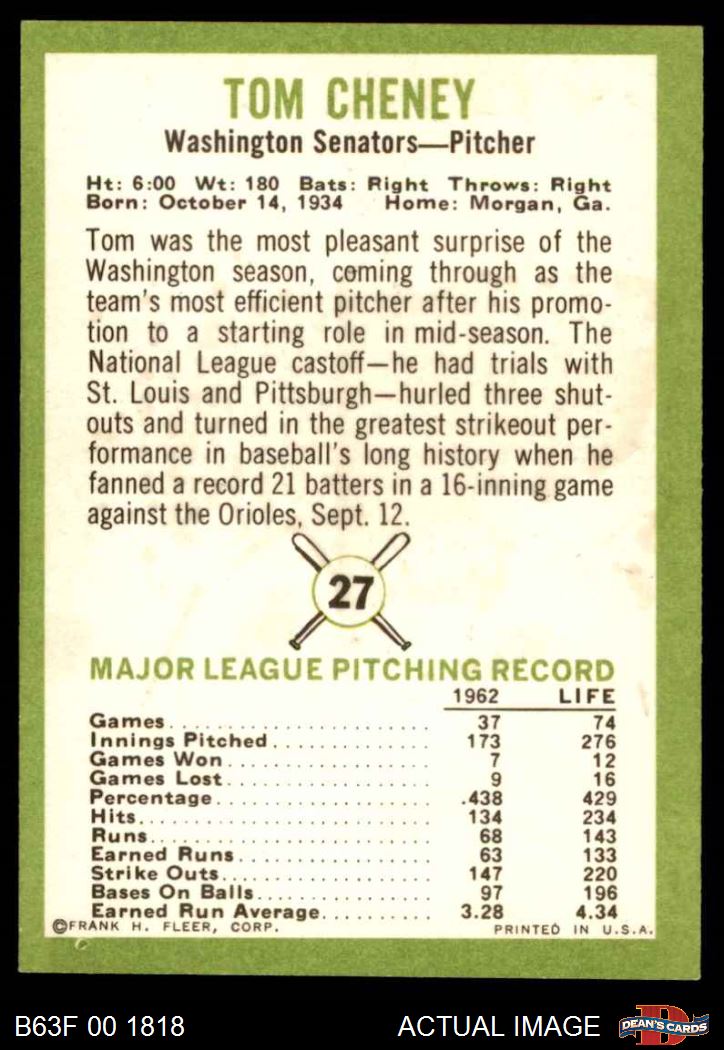 TOM CHENEY
Washington Senators—Pitcher
Ht: 6:00 Wt: 180 Bats: Right Throws: Right
Born: October 14, 1934 Home: Morgan, Ga.
Tom was the most pleasant surprise of the
Washington season, coming through as the
team's most efficient pitcher after his promo-
tion to a starting role in mid-season. The
National League castoff—he had trials with
St. Louis and Pittsburgh—hurled three shut-
outs and turned in the greatest strikeout per-
formance in baseball's long history when he
fanned a record 21 batters in a 16-inning game
against the Orioles, Sept. 12.
27
MAJOR LEAGUE PITCHING RECORD
1962 LIFE
Games 37 74
Innings Pitched 173 276
Games Won 7 12
Games Lost 9 16
Percentage .438 429
Hits 134 234
Runs 68 143
Earned Runs 63 133
Strike Outs 147 220
Bases On Balls 97 196
Earned Run Average 3.28 4.34
©FRANK H. FLEER, CORP. PRINTED IN U.S.A.
B63F 00 1818 ACTUAL IMAGE D DEAN'S CARDS